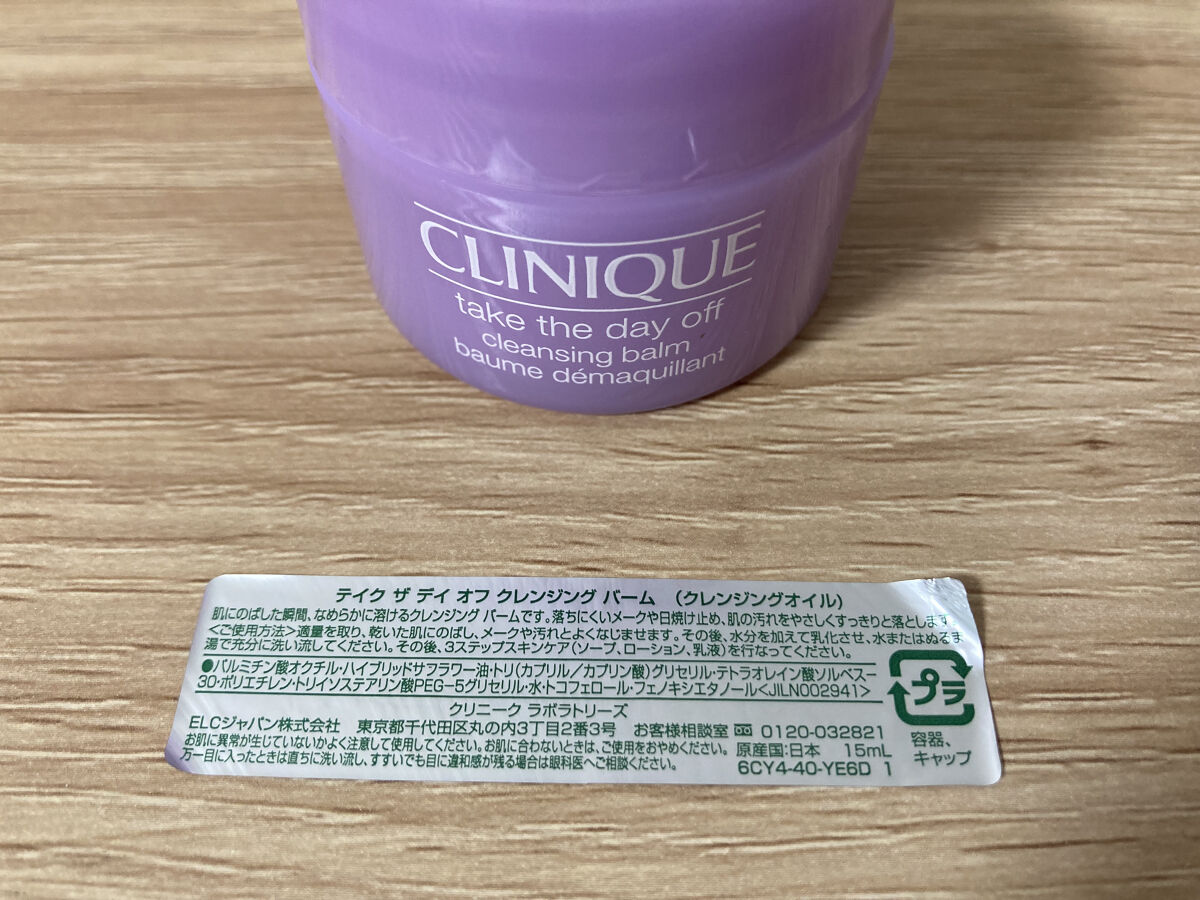 CLINIQUE
take the day off
cleansing balm
baume démaquillant
テイク ザ デイ オフ クレンジング バーム (クレンジングオイル)
肌にのばした瞬間、なめらかに溶けるクレンジング バームです。落ちにくいメークや日焼け止め、肌の汚れをやさしくすっきりと落とします。
<ご使用方法>適量を取り、乾いた肌にのばし、メークや汚れとよくなじませます。その後、水分を加えて乳化させ、水またはぬるま
湯で充分に洗い流してください。その後、3ステップスキンケア(ソープ、ローション、乳液)を行なってください。
●パルミチン酸オクチル・ハイブリッドサフラワー油・トリ(カプリル/カプリン酸)グリセリル・テトラオレイン酸ソルベス-
30・ポリエチレン・トリイソステアリン酸PEG-5グリセリル・水・トコフェロール・フェノキシエタノール<JILN002941>
クリニーク ラボラトリーズ
ELCジャパン株式会社 東京都千代田区丸の内3丁目2番3号 お客様相談室 0120-032821
お肌に異常が生じていないかよく注意して使用してください。お肌に合わないときは、ご使用をおやめください。 原産国:日本 15mL
万一目に入ったときは直ちに洗い流し、すすいでも目に違和感が残る場合は眼科医へご相談ください。 6CY4-40-YE6D 1
プラ
容器、
キャップ